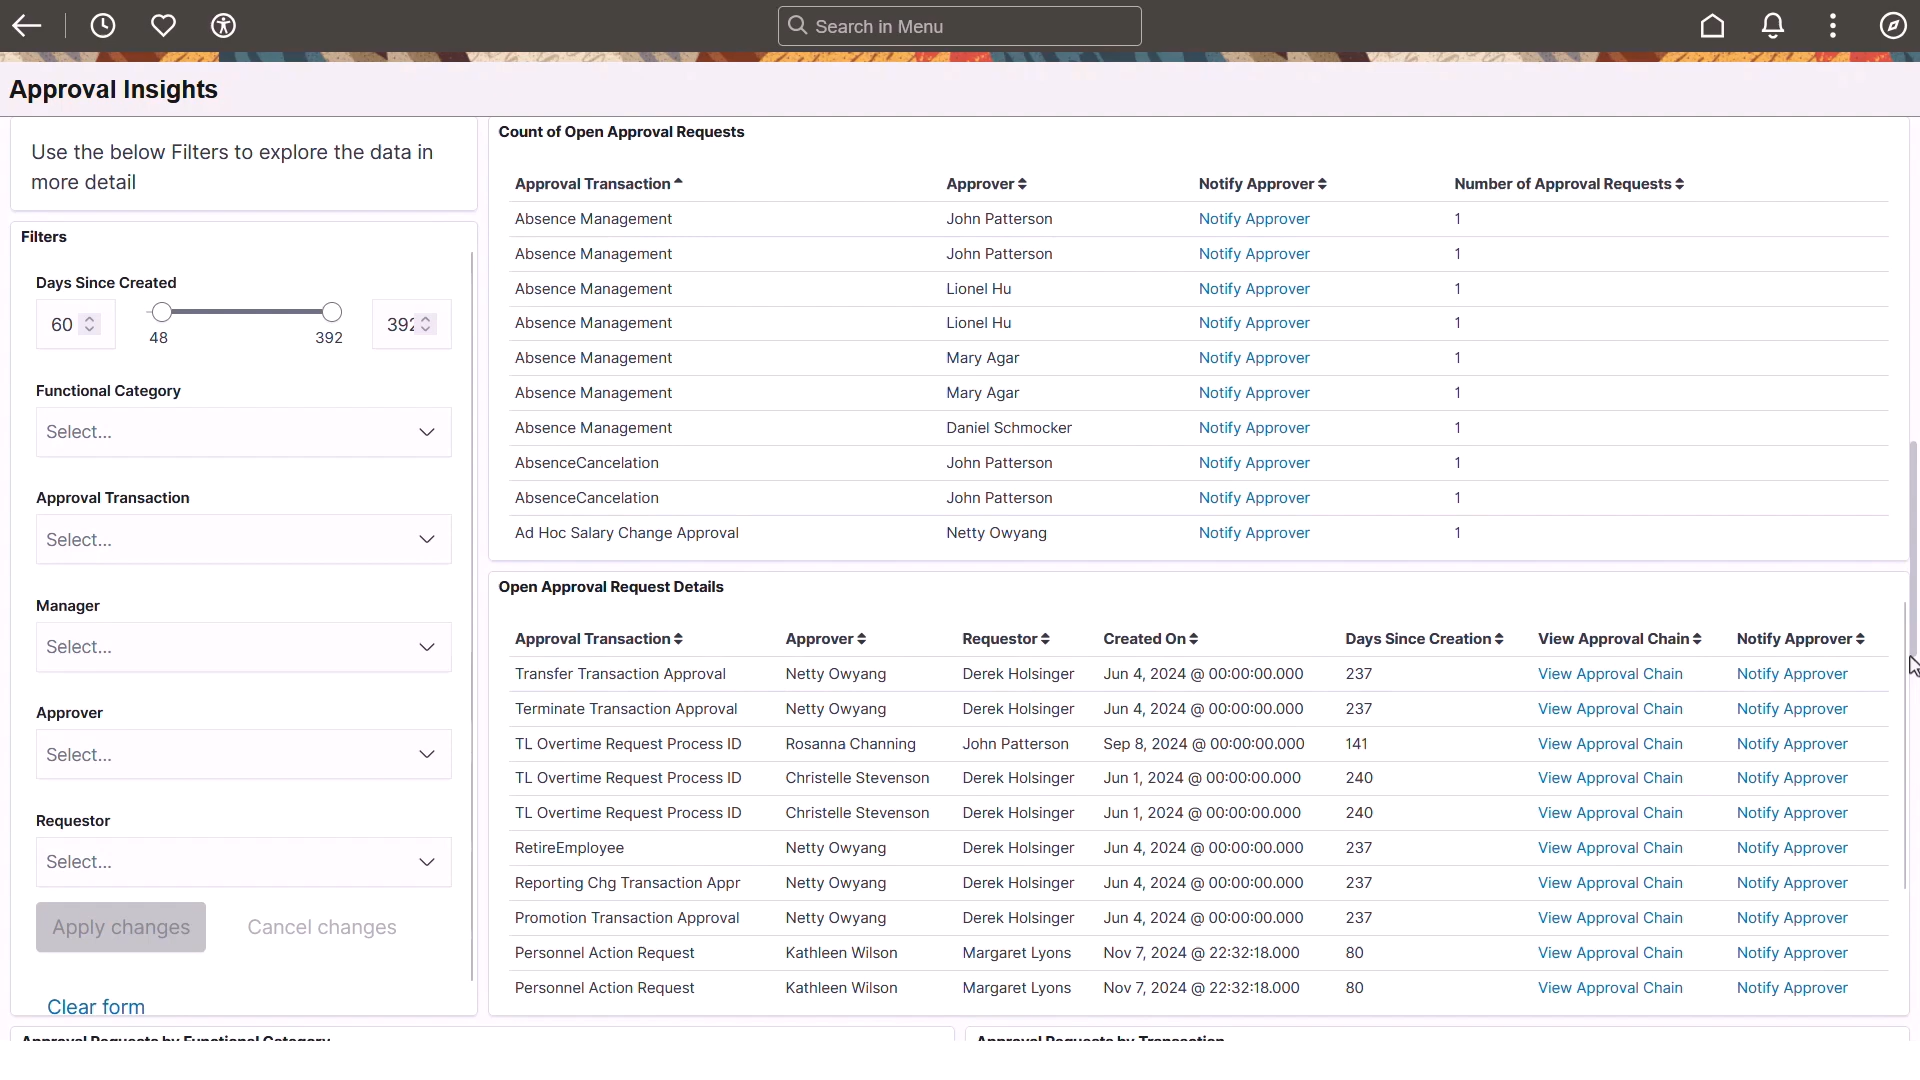 Search in Menu
Approval Insights
Use the below Filters to explore the data in
more detail
Filters
Days Since Created
60
48
392
392
Functional Category
Select...
Approval Transaction
Select...
Manager
Select...
Approver
Select...
Requestor
Select...
Apply changes Cancel changes
Clear form
Count of Open Approval Requests
Approval Transaction Approver Notify Approver Number of Approval Requests
Absence Management John Patterson Notify Approver 1
Absence Management John Patterson Notify Approver 1
Absence Management Lionel Hu Notify Approver 1
Absence Management Lionel Hu Notify Approver 1
Absence Management Mary Agar Notify Approver 1
Absence Management Mary Agar Notify Approver 1
Absence Management Daniel Schmocker Notify Approver 1
AbsenceCancelation John Patterson Notify Approver 1
AbsenceCancelation John Patterson Notify Approver 1
Ad Hoc Salary Change Approval Netty Owyang Notify Approver 1
Open Approval Request Details
Approval Transaction Approver Requestor Created On Days Since Creation View Approval Chain Notify Approver
Transfer Transaction Approval Netty Owyang Derek Holsinger Jun 4, 2024 @ 00:00:00.000 237 View Approval Chain Notify Approver
Terminate Transaction Approval Netty Owyang Derek Holsinger Jun 4, 2024 @ 00:00:00.000 237 View Approval Chain Notify Approver
TL Overtime Request Process ID Rosanna Channing John Patterson Sep 8, 2024 @ 00:00:00.000 141 View Approval Chain Notify Approver
TL Overtime Request Process ID Christelle Stevenson Derek Holsinger Jun 1, 2024 @ 00:00:00.000 240 View Approval Chain Notify Approver
TL Overtime Request Process ID Christelle Stevenson Derek Holsinger Jun 1, 2024 @ 00:00:00.000 240 View Approval Chain Notify Approver
RetireEmployee Netty Owyang Derek Holsinger Jun 4, 2024 @ 00:00:00.000 237 View Approval Chain Notify Approver
Reporting Chg Transaction Appr Netty Owyang Derek Holsinger Jun 4, 2024 @ 00:00:00.000 237 View Approval Chain Notify Approver
Promotion Transaction Approval Netty Owyang Derek Holsinger Jun 4, 2024 @ 00:00:00.000 237 View Approval Chain Notify Approver
Personnel Action Request Kathleen Wilson Margaret Lyons Nov 7, 2024 @ 22:32:18.000 80 View Approval Chain Notify Approver
Personnel Action Request Kathleen Wilson Margaret Lyons Nov 7, 2024 @ 22:32:18.000 80 View Approval Chain Notify Approver
Approval Requests by Functional Category
Approval Requests by Transaction